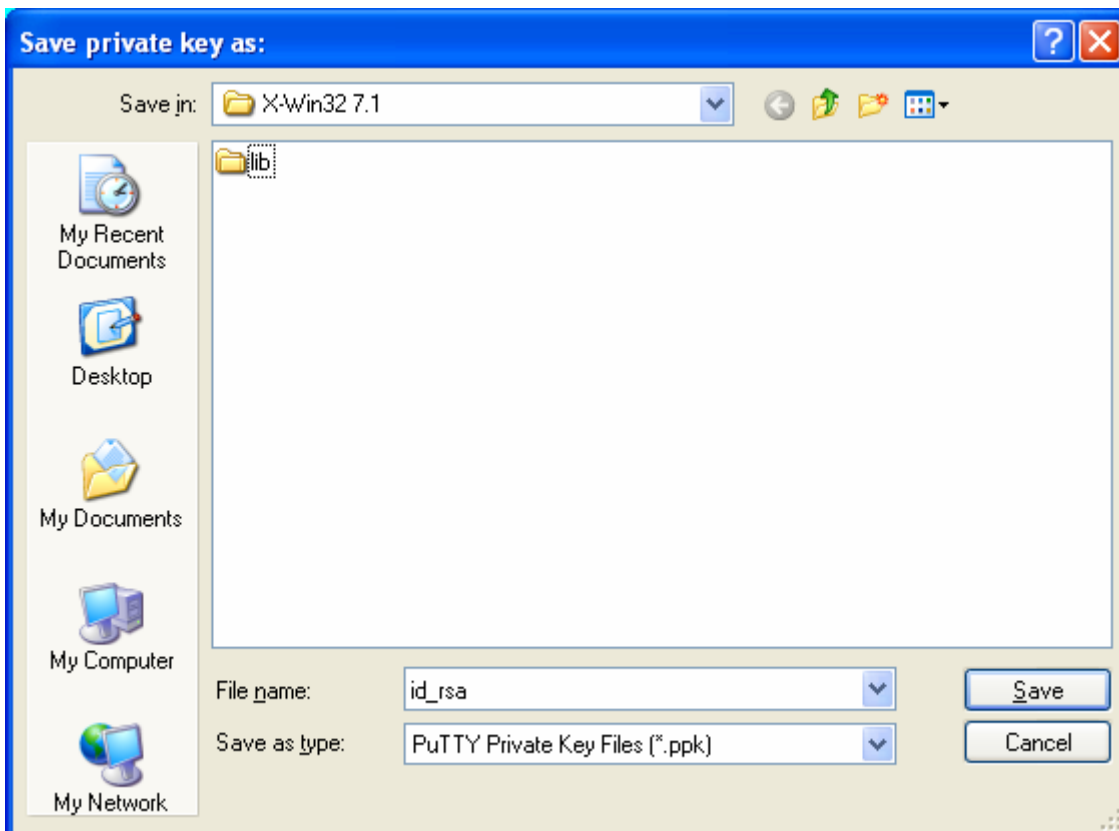 Save private key as:
Save in:
X-Win32 7.1
lib
My Recent
Documents
Desktop
My Documents
My Computer
My Network
File name:
id_rsa
Save
Save as type:
PuTTY Private Key Files (*.ppk)
Cancel